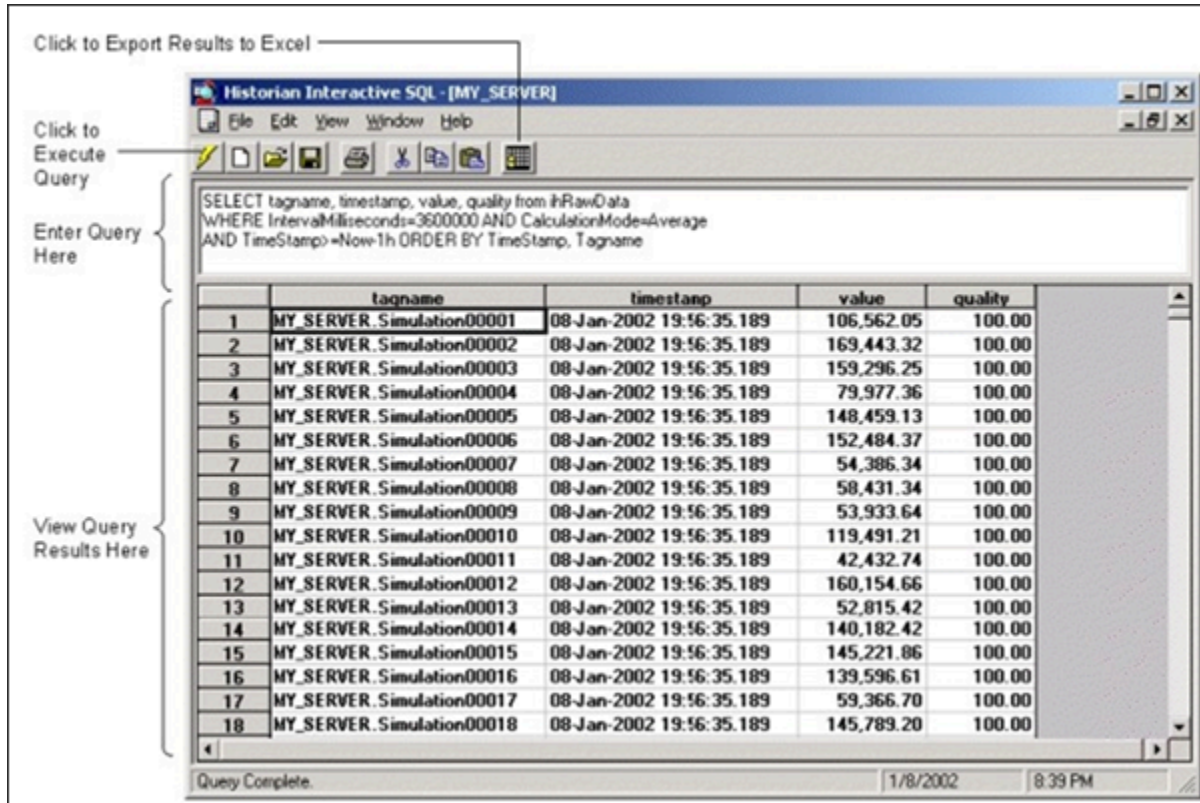 Click to Export Results to Excel
Historian Interactive SQL - [MY_SERVER]
File Edit View Window Help
Click to
Execute
Query
Enter Query
Here
SELECT tagname, timestamp, value, quality from ihRawData
WHERE IntervalMilliseconds=3600000 AND CalculationMode=Average
AND TimeStamp>=Now-1h ORDER BY TimeStamp, Tagname
View Query
Results Here
tagname timestamp value quality
1 MY_SERVER.Simulation00001 08-Jan-2002 19:56:35.189 106,562.05 100.00
2 MY_SERVER.Simulation00002 08-Jan-2002 19:56:35.189 169,443.32 100.00
3 MY_SERVER.Simulation00003 08-Jan-2002 19:56:35.189 159,296.25 100.00
4 MY_SERVER.Simulation00004 08-Jan-2002 19:56:35.189 79,977.36 100.00
5 MY_SERVER.Simulation00005 08-Jan-2002 19:56:35.189 148,459.13 100.00
6 MY_SERVER.Simulation00006 08-Jan-2002 19:56:35.189 152,484.37 100.00
7 MY_SERVER.Simulation00007 08-Jan-2002 19:56:35.189 54,386.34 100.00
8 MY_SERVER.Simulation00008 08-Jan-2002 19:56:35.189 58,431.34 100.00
9 MY_SERVER.Simulation00009 08-Jan-2002 19:56:35.189 53,933.64 100.00
10 MY_SERVER.Simulation00010 08-Jan-2002 19:56:35.189 119,491.21 100.00
11 MY_SERVER.Simulation00011 08-Jan-2002 19:56:35.189 42,432.74 100.00
12 MY_SERVER.Simulation00012 08-Jan-2002 19:56:35.189 160,154.66 100.00
13 MY_SERVER.Simulation00013 08-Jan-2002 19:56:35.189 52,815.42 100.00
14 MY_SERVER.Simulation00014 08-Jan-2002 19:56:35.189 140,182.42 100.00
15 MY_SERVER.Simulation00015 08-Jan-2002 19:56:35.189 145,221.86 100.00
16 MY_SERVER.Simulation00016 08-Jan-2002 19:56:35.189 139,596.61 100.00
17 MY_SERVER.Simulation00017 08-Jan-2002 19:56:35.189 59,366.70 100.00
18 MY_SERVER.Simulation00018 08-Jan-2002 19:56:35.189 145,789.20 100.00
Query Complete. 1/8/2002 8:39 PM